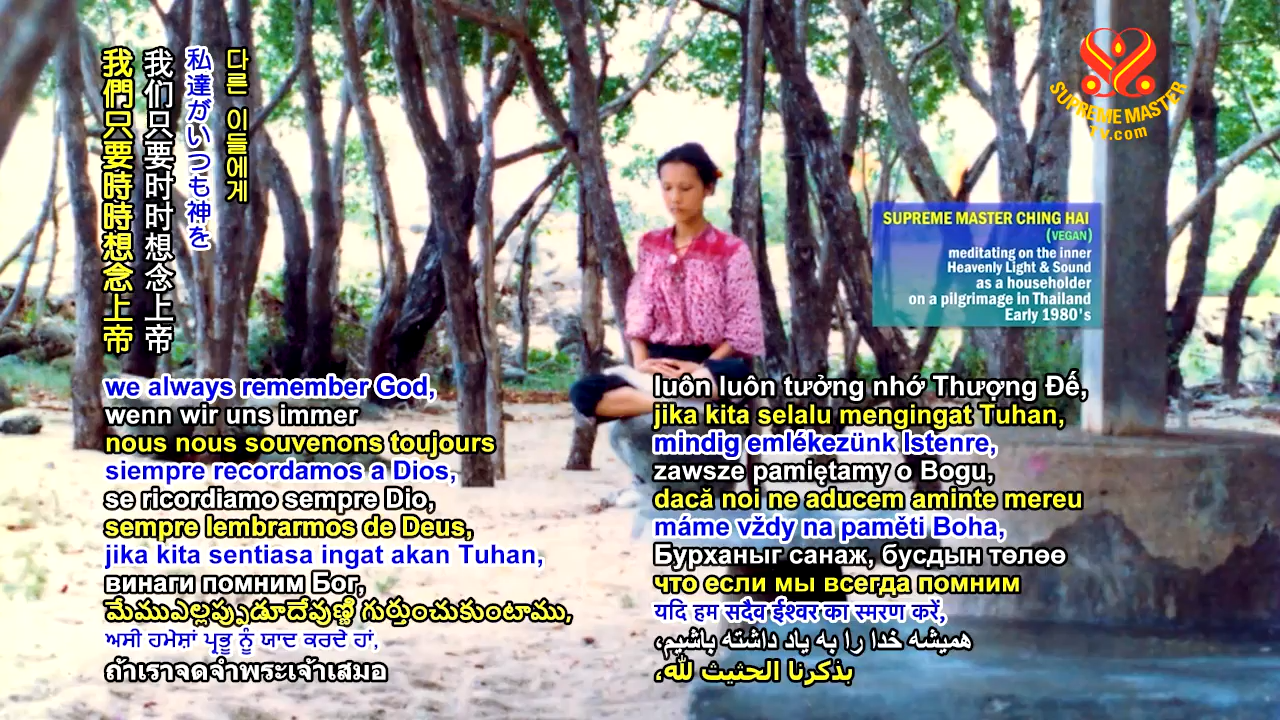 我們只要時時想念上帝
我们只要时时想念上帝
私達がいつも神を
다른 이들에게
SUPREME MASTER
TV.com
SUPREME MASTER CHING HAI
(VEGAN)
meditating on the inner
Heavenly Light & Sound
as a householder
on a pilgrimage in Thailand
Early 1980's
we always remember God,
wenn wir uns immer
nous nous souvenons toujours
siempre recordamos a Dios,
se ricordiamo sempre Dio,
sempre lembrarmos de Deus,
jika kita sentiasa ingat akan Tuhan,
винаги помним Бог,
మేము ఎల్లప్పుడూ దేవుణ్ణి గుర్తుంచుకుంటాము,
ਅਸੀ ਹਮੇਸ਼ਾਂ ਪ੍ਰਭੂ ਨੂੰ ਯਾਦ ਕਰਦੇ ਹਾਂ,
ถ้าเราจดจำพระเจ้าเสมอ
luôn luôn tưởng nhớ Thượng Đế,
jika kita selalu mengingat Tuhan,
mindig emlékezünk Istenre,
zawsze pamiętamy o Bogu,
dacă noi ne aducem aminte mereu
máme vždy na paměti Boha,
Бурханыг санаж, бусдын төлөө
что если мы всегда помним
यदि हम सदैव ईश्वर का स्मरण करें,
همیشه خدا را به یاد داشته باشیم،
بذكرنا الحثيث لله،